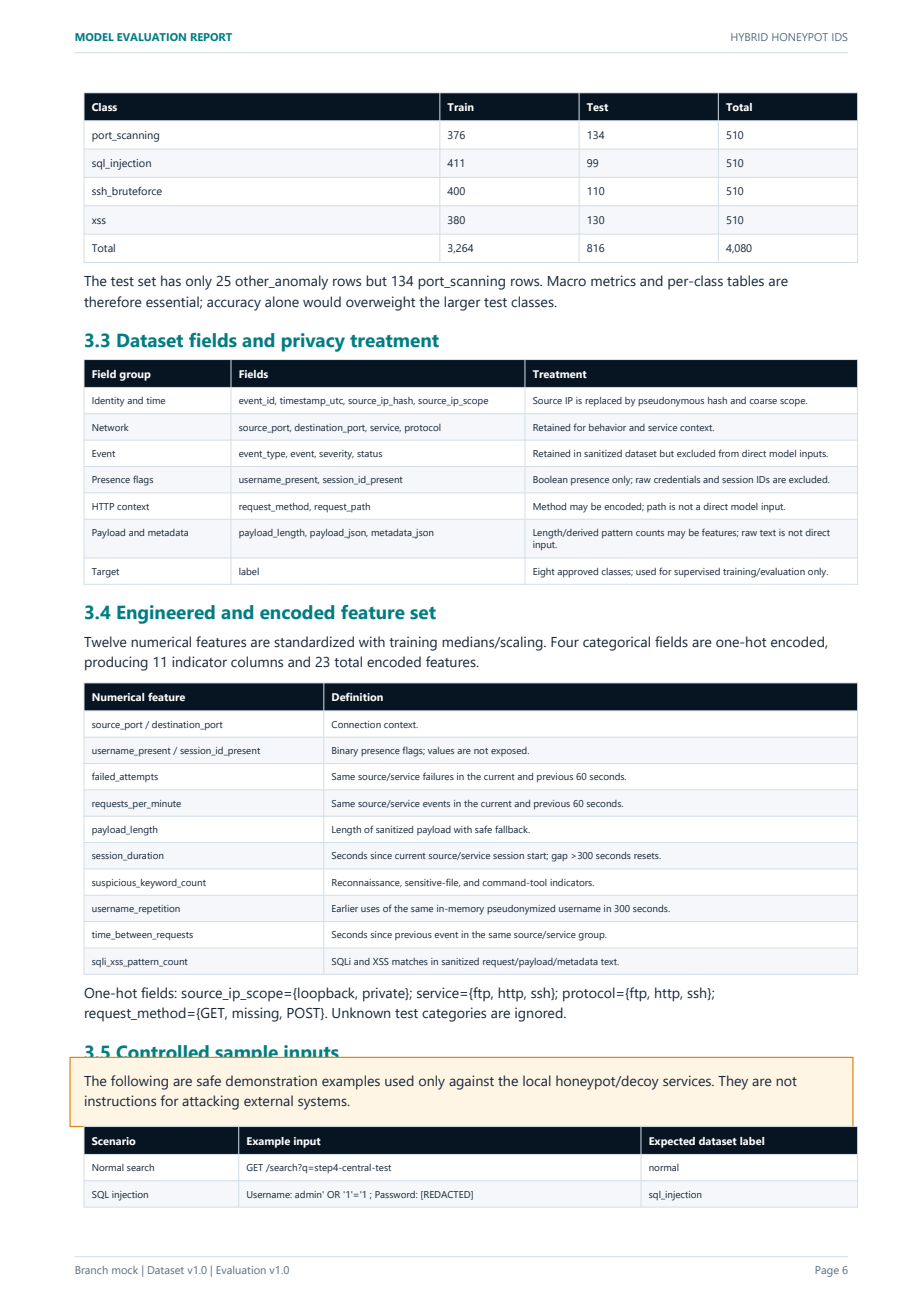 MODEL EVALUATION REPORT HYBRID HONEYPOT IDS
Class Train Test Total
port_scanning 376 134 510
sql_injection 411 99 510
ssh_bruteforce 400 110 510
xss 380 130 510
Total 3,264 816 4,080
The test set has only 25 other_anomaly rows but 134 port_scanning rows. Macro metrics and per-class tables are
therefore essential; accuracy alone would overweight the larger test classes.
3.3 Dataset fields and privacy treatment
Field group Fields Treatment
Identity and time event_id, timestamp_utc, source_ip_hash, source_ip_scope Source IP is replaced by pseudonymous hash and coarse scope.
Network source_port, destination_port, service, protocol Retained for behavior and service context.
Event event_type, event, severity, status Retained in sanitized dataset but excluded from direct model inputs.
Presence flags username_present, session_id_present Boolean presence only; raw credentials and session IDs are excluded.
HTTP context request_method, request_path Method may be encoded; path is not a direct model input.
Payload and metadata payload_length, payload_json, metadata_json Length/derived pattern counts may be features; raw text is not direct
input.
Target label Eight approved classes; used for supervised training/evaluation only.
3.4 Engineered and encoded feature set
Twelve numerical features are standardized with training medians/scaling. Four categorical fields are one-hot encoded,
producing 11 indicator columns and 23 total encoded features.
Numerical feature Definition
source_port / destination_port Connection context.
username_present / session_id_present Binary presence flags; values are not exposed.
failed_attempts Same source/service failures in the current and previous 60 seconds.
requests_per_minute Same source/service events in the current and previous 60 seconds.
payload_length Length of sanitized payload with safe fallback.
session_duration Seconds since current source/service session start; gap >300 seconds resets.
suspicious_keyword_count Reconnaissance, sensitive-file, and command-tool indicators.
username_repetition Earlier uses of the same in-memory pseudonymized username in 300 seconds.
time_between_requests Seconds since previous event in the same source/service group.
sqli_xss_pattern_count SQLi and XSS matches in sanitized request/payload/metadata text.
One-hot fields: source_ip_scope={loopback, private}; service={ftp, http, ssh}; protocol={ftp, http, ssh};
request_method={GET, missing, POST}. Unknown test categories are ignored.
3.5 Controlled sample inputs
The following are safe demonstration examples used only against the local honeypot/decoy services. They are not
instructions for attacking external systems.
Scenario Example input Expected dataset label
Normal search GET /search?q=step4-central-test normal
SQL injection Username: admin' OR '1'='1 ; Password: [REDACTED] sql_injection
Branch mock | Dataset v1.0 | Evaluation v1.0 Page 6